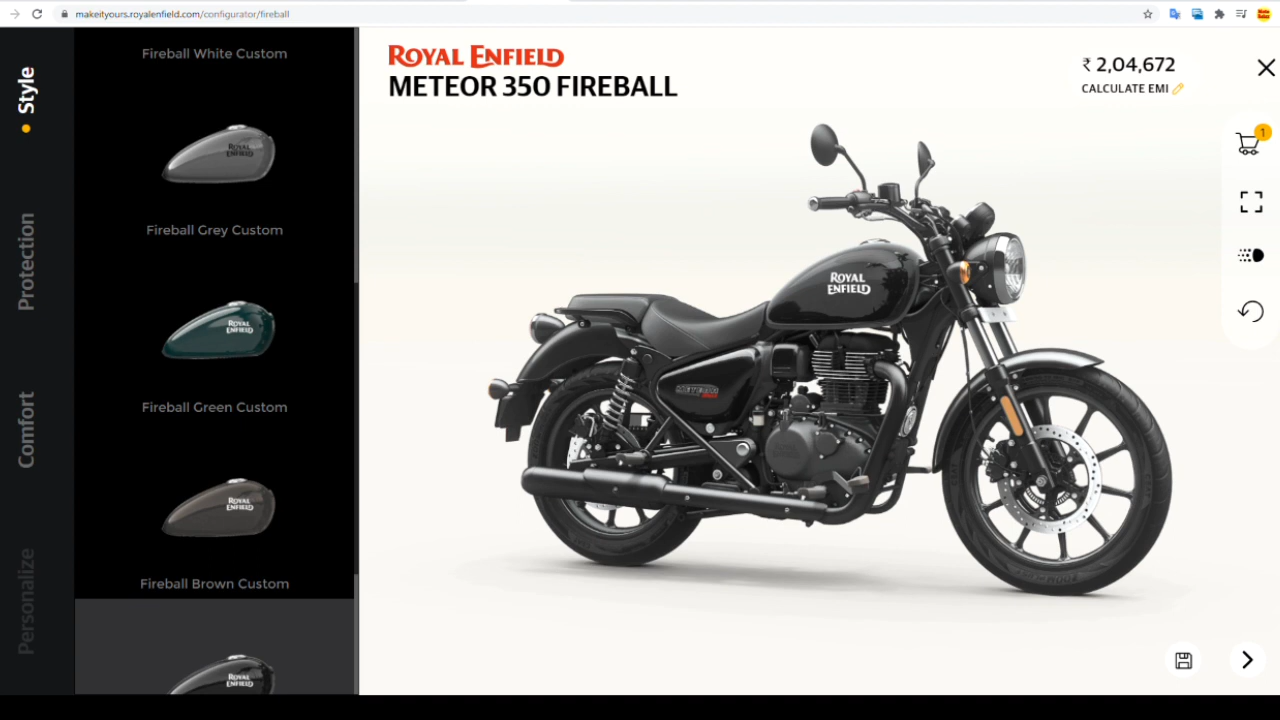 makeityours.royalenfield.com/configurator/fireball
Style
Protection
Comfort
Personalize
Fireball White Custom
ROYAL
ENFIELD
Fireball Grey Custom
ROYAL
ENFIELD
Fireball Green Custom
ROYAL
ENFIELD
Fireball Brown Custom
ROYAL
ENFIELD
ROYAL ENFIELD
METEOR 350 FIREBALL
₹ 2,04,672
CALCULATE EMI
1
ROYAL
ENFIELD
METEOR